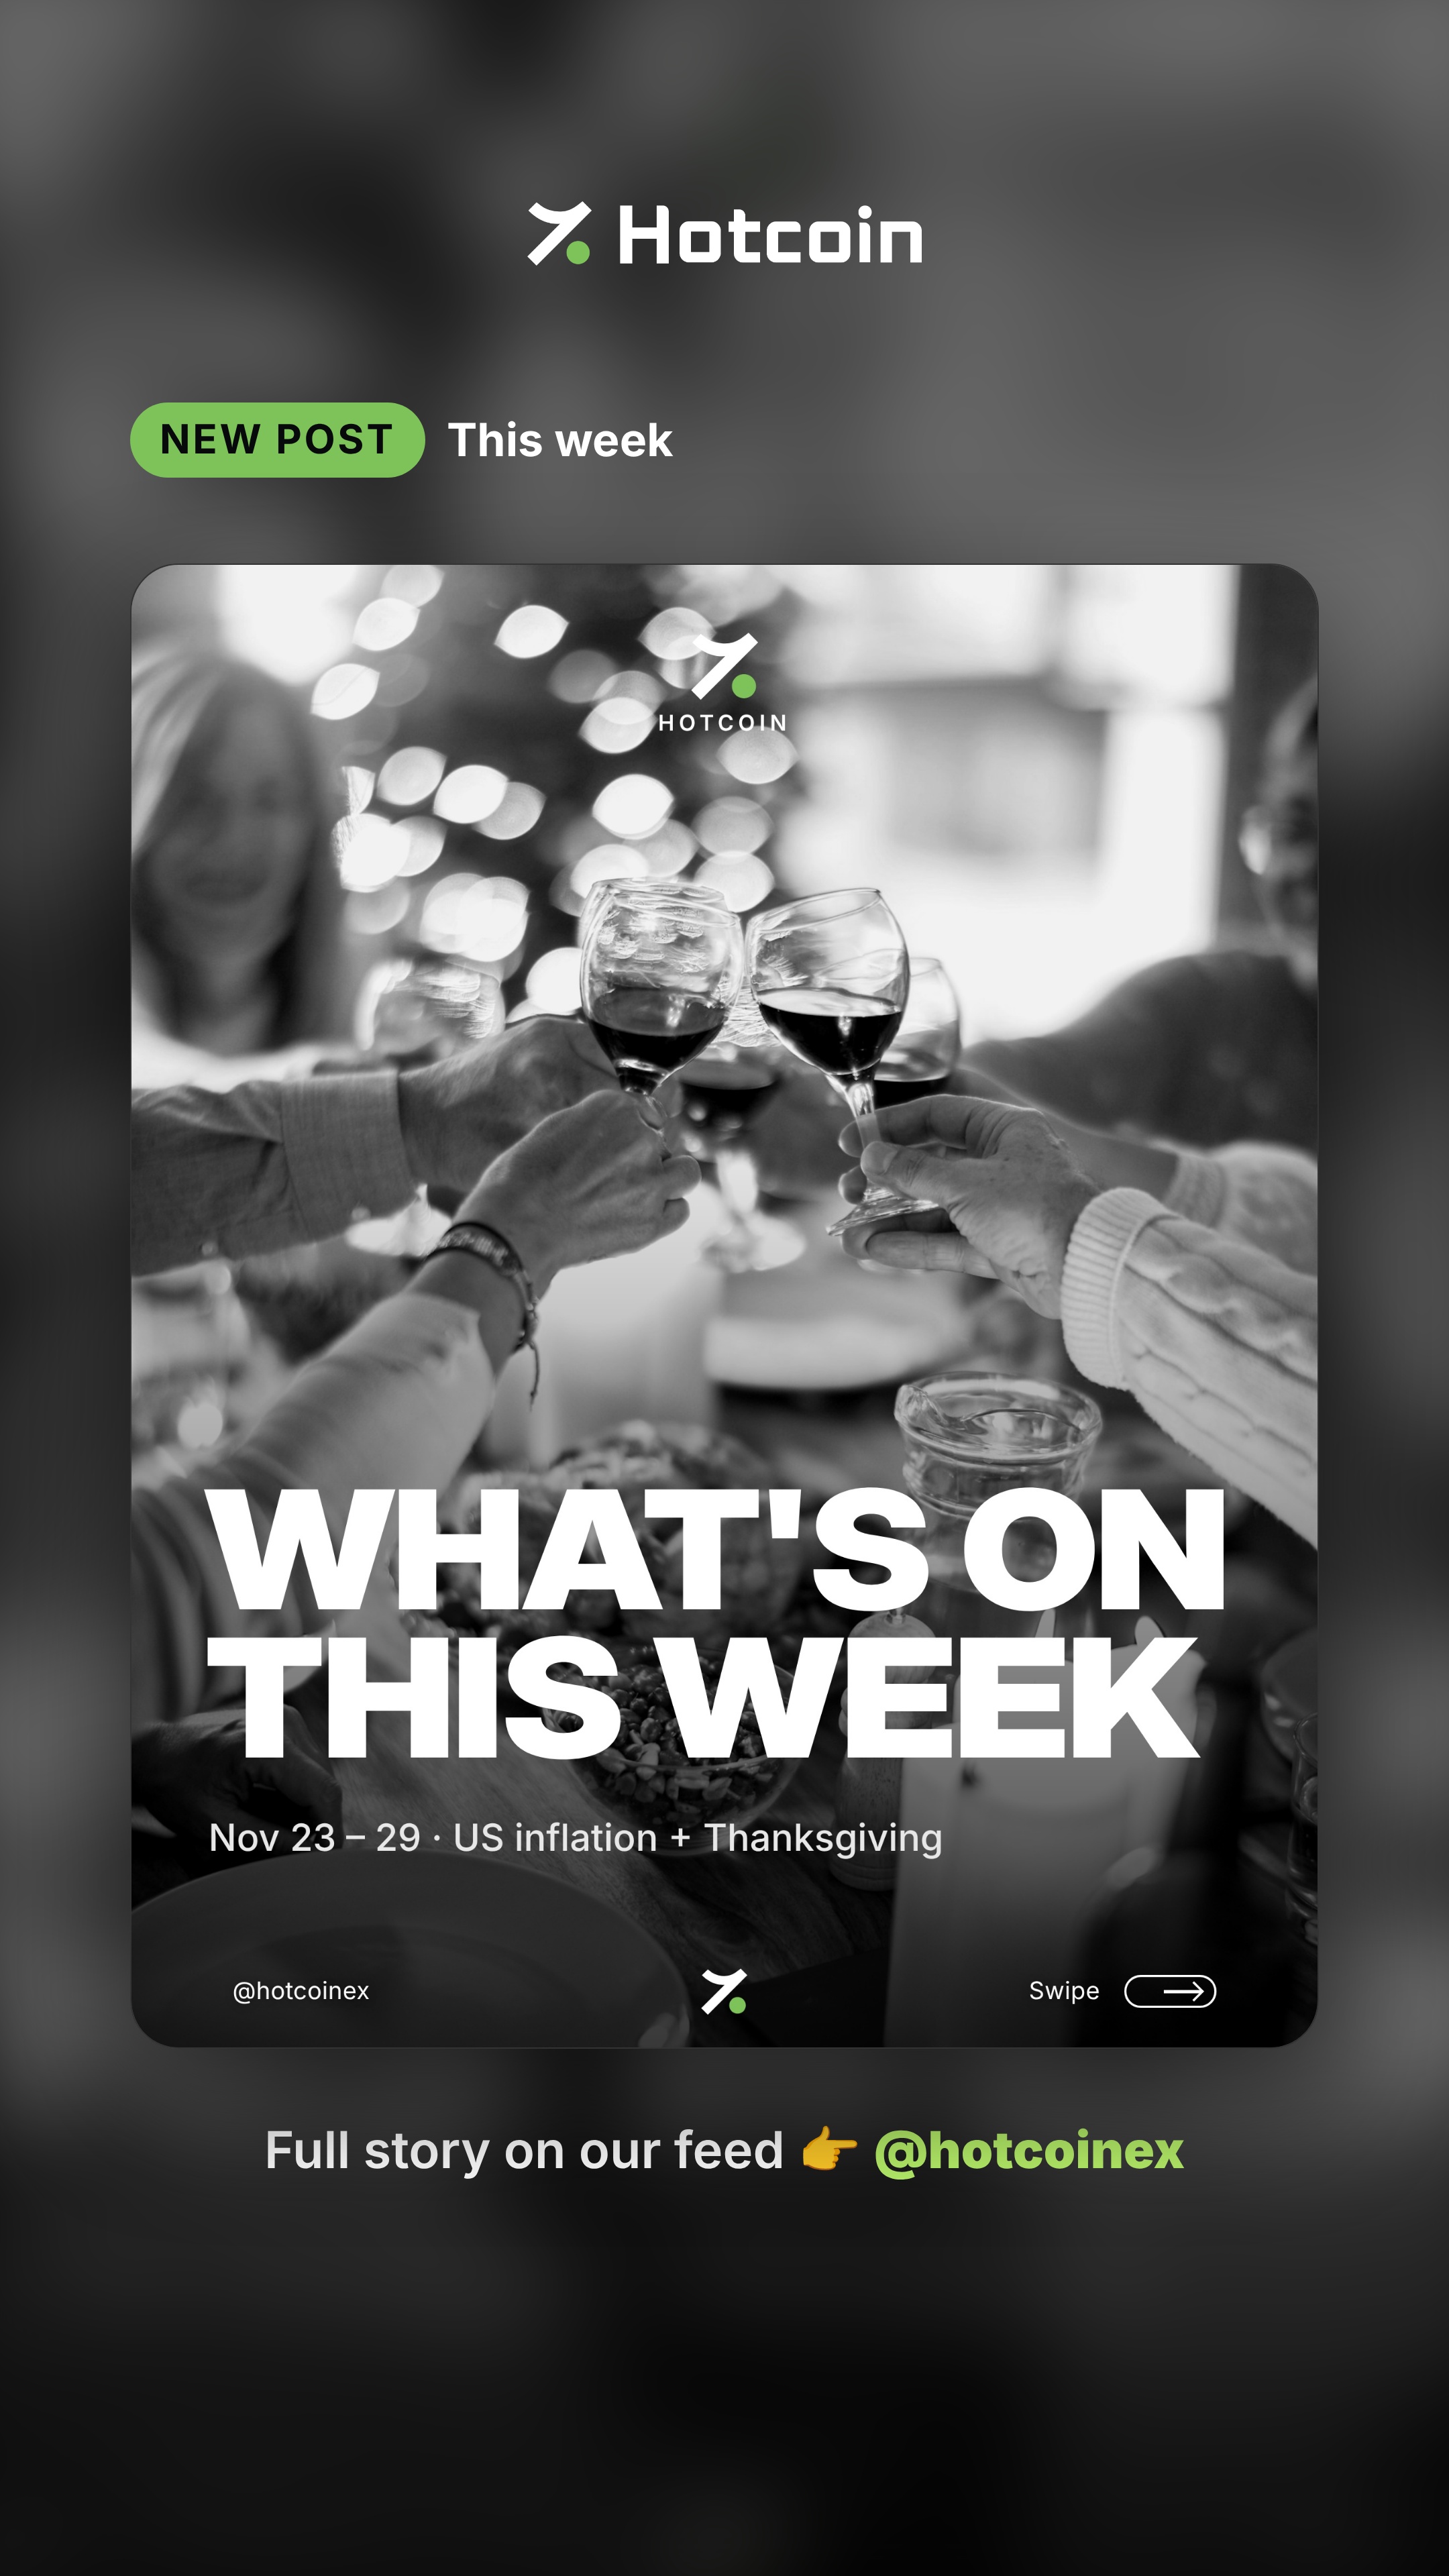 Hotcoin
NEW POST This week
HOTCOIN
WHAT'S ON
THIS WEEK
Nov 23 – 29 · US inflation + Thanksgiving
@hotcoinex
Swipe
Full story on our feed 👉 @hotcoinex